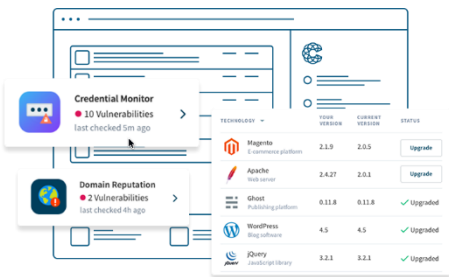 Credential Monitor
10 Vulnerabilities
last checked 5m ago
Domain Reputation
2 Vulnerabilities
last checked 4h ago
TECHNOLOGY
YOUR VERSION
CURRENT VERSION
STATUS
Magento
E-commerce platform
2.1.9
2.0.5
Upgrade
Apache
Web server
2.4.27
2.0.1
Upgrade
Ghost
Publishing platform
0.11.8
0.11.8
Upgraded
WordPress
Blog software
4.5
4.5
Upgraded
jQuery
JavaScript library
3.2.1
3.2.1
Upgraded